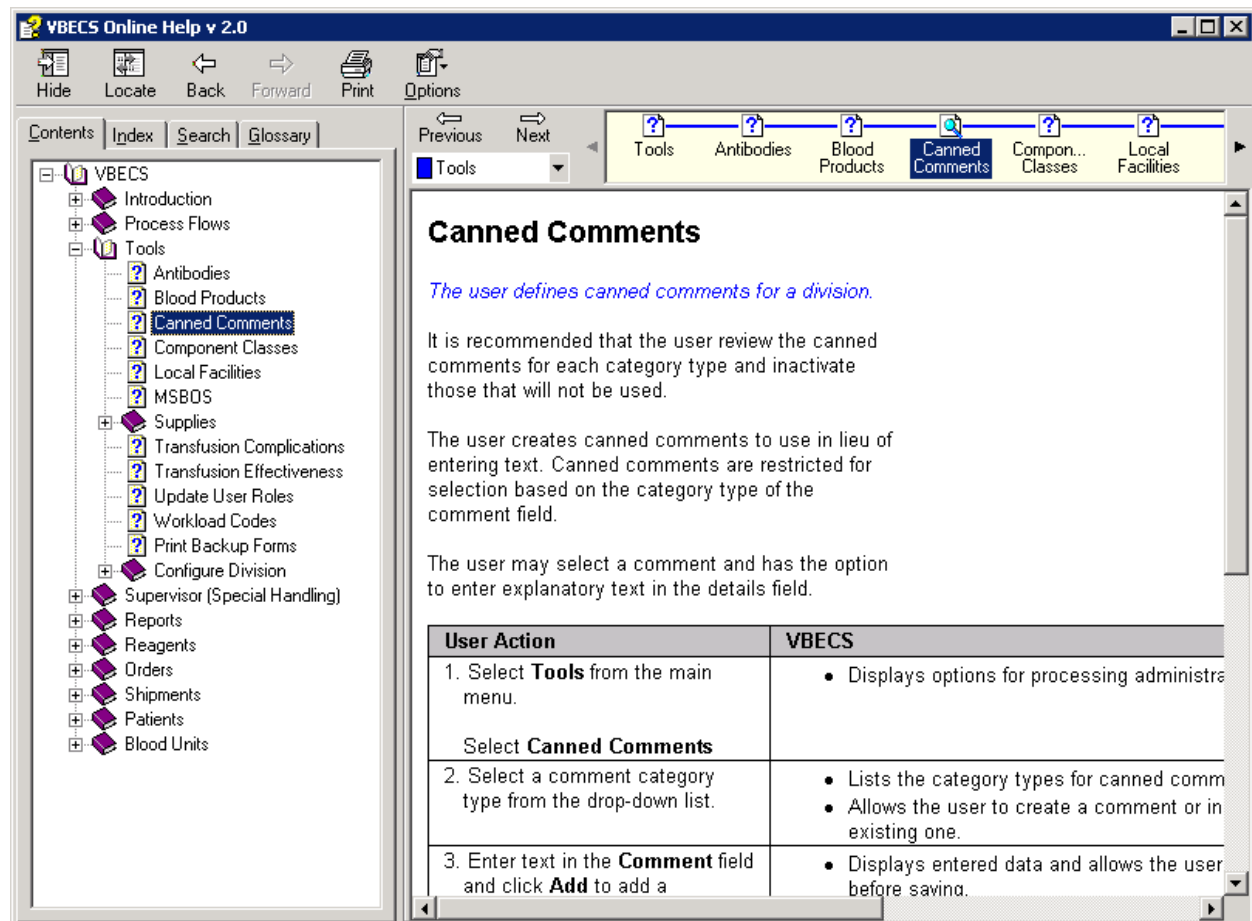 VBECS Online Help v 2.0
Hide Locate Back Forward Print Options
Contents Index Search Glossary
VBECS
Introduction
Process Flows
Tools
Antibodies
Blood Products
Canned Comments
Component Classes
Local Facilities
MSBOS
Supplies
Transfusion Complications
Transfusion Effectiveness
Update User Roles
Workload Codes
Print Backup Forms
Configure Division
Supervisor (Special Handling)
Reports
Reagents
Orders
Shipments
Patients
Blood Units
Previous Next
Tools
Tools Antibodies Blood Products Canned Comments Compon... Classes Local Facilities
Canned Comments
The user defines canned comments for a division.
It is recommended that the user review the canned
comments for each category type and inactivate
those that will not be used.
The user creates canned comments to use in lieu of
entering text. Canned comments are restricted for
selection based on the category type of the
comment field.
The user may select a comment and has the option
to enter explanatory text in the details field.
User Action VBECS
1. Select Tools from the main
menu.
Select Canned Comments
• Displays options for processing administra
2. Select a comment category
type from the drop-down list.
• Lists the category types for canned comm
• Allows the user to create a comment or in
existing one.
3. Enter text in the Comment field
and click Add to add a
• Displays entered data and allows the user
before saving.